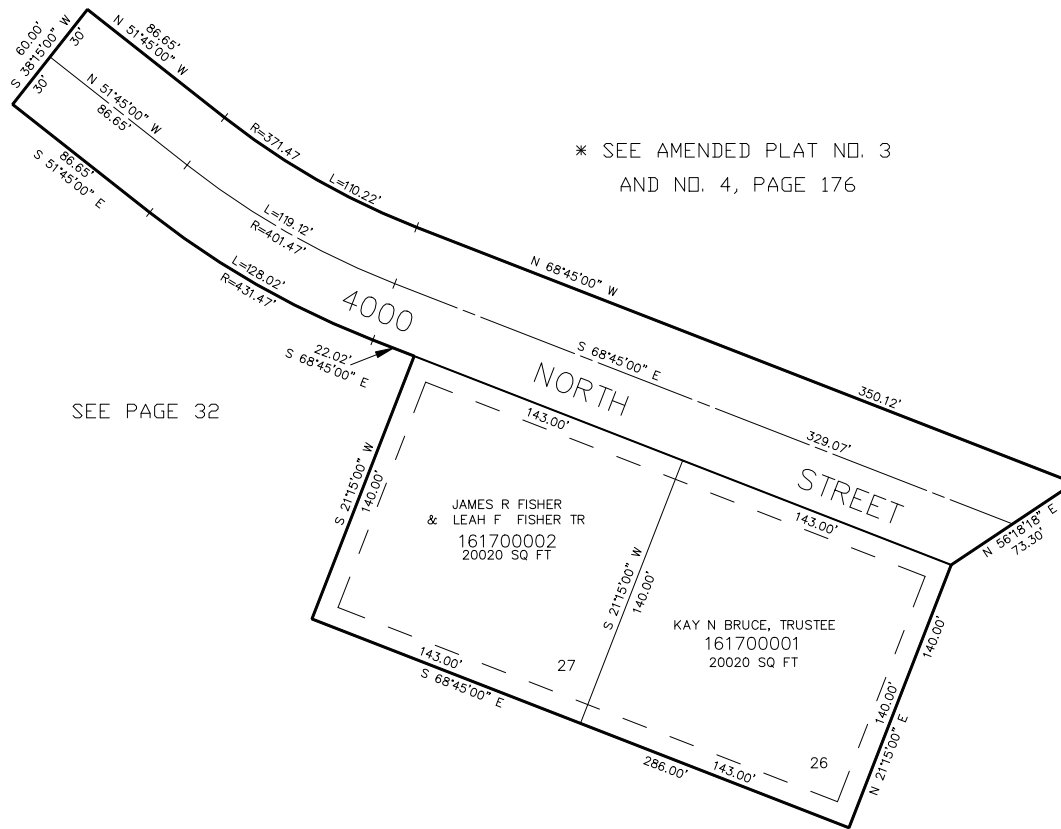 60.00'
S 38°15'00" W
30'
30'
86.65'
N 51°45'00" W
N 51°45'00" W
86.65'
86.65'
S 51°45'00" E
R=371.47
L=110.22'
L=119.12'
R=401.47'
L=128.02'
R=431.47'
* SEE AMENDED PLAT NO. 3
AND NO. 4, PAGE 176
N 68°45'00" W
350.12'
S 68°45'00" E
329.07'
4000
NORTH
STREET
22.02'
S 68°45'00" E
SEE PAGE 32
143.00'
143.00'
N 56°18'18" E
73.30'
S 21°15'00" W
140.00'
JAMES R FISHER
& LEAH F FISHER TR
161700002
20020 SQ FT
S 21°15'00" W
140.00'
KAY N BRUCE, TRUSTEE
161700001
20020 SQ FT
140.00'
140.00'
N 21°15'00" E
143.00'
S 68°45'00" E
27
286.00'
143.00'
26